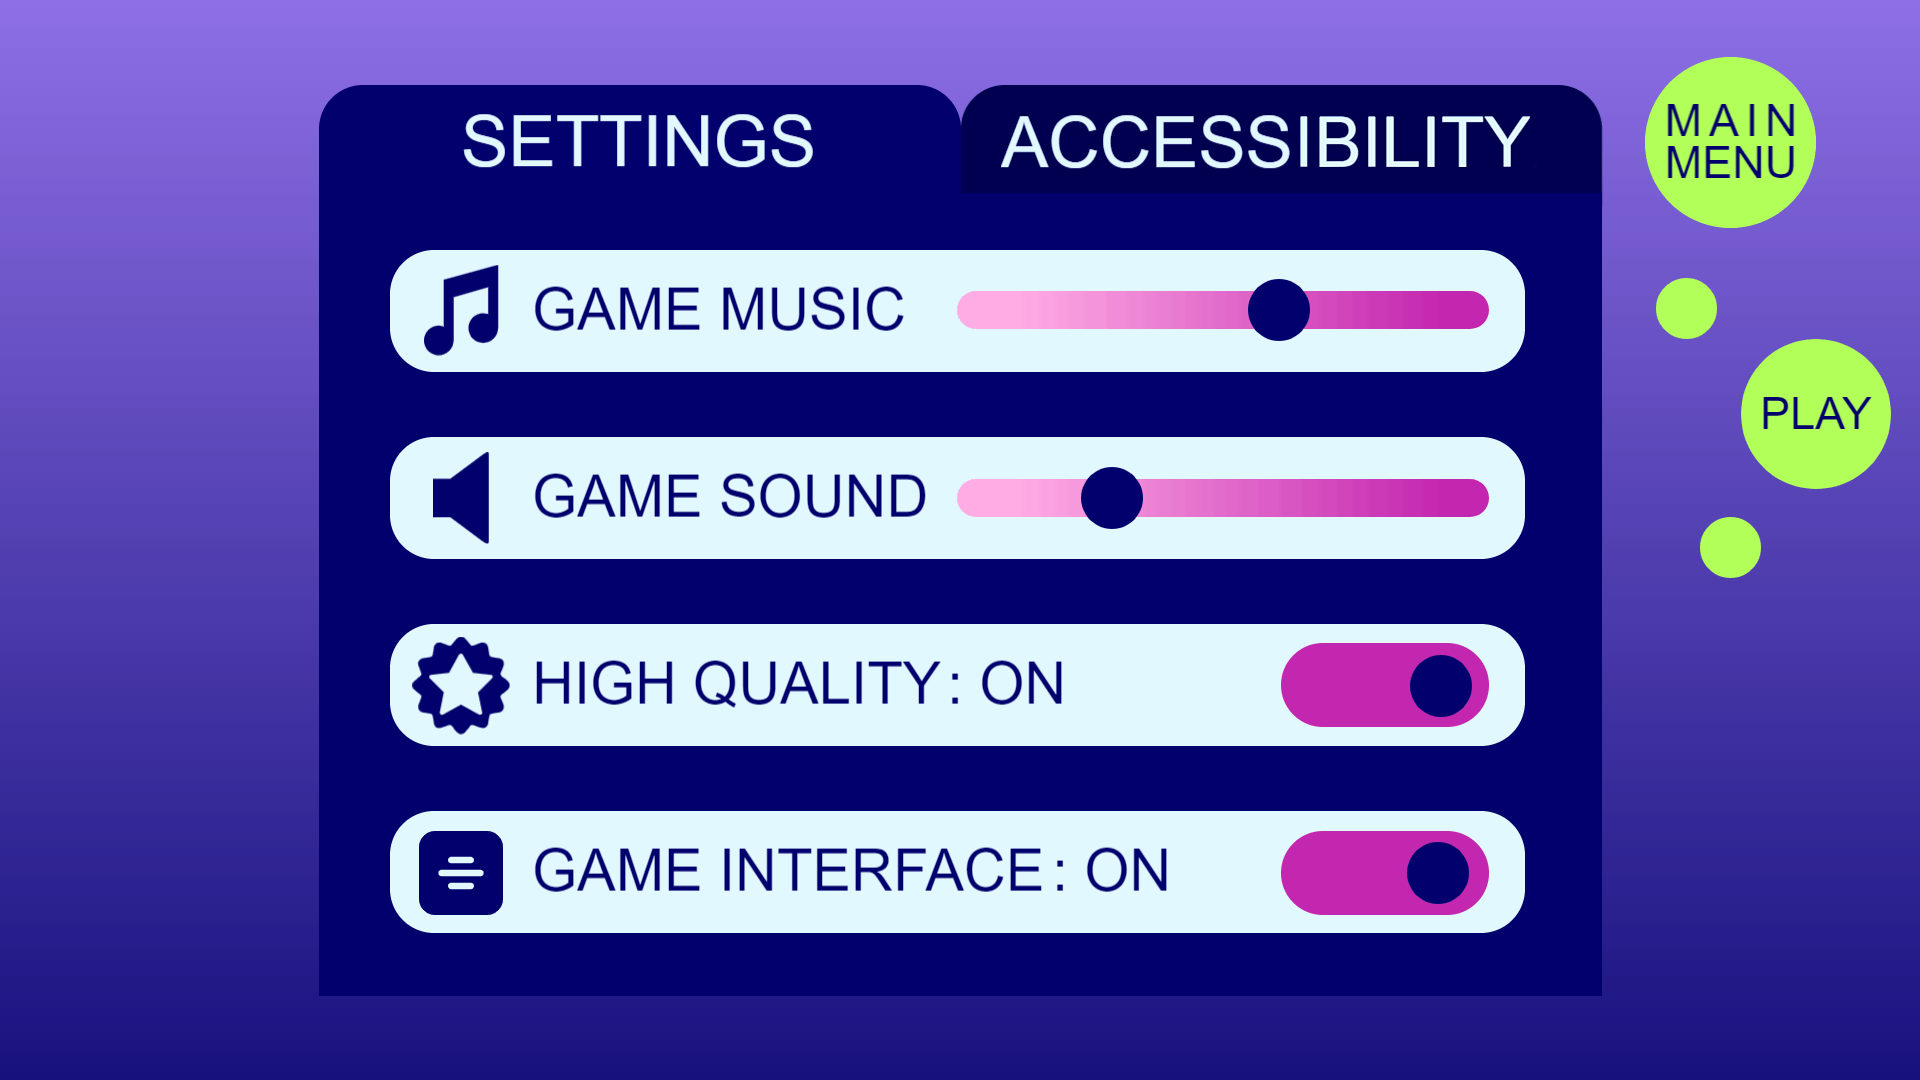 SETTINGS
ACCESSIBILITY
MAIN
MENU
GAME MUSIC
PLAY
GAME SOUND
HIGH QUALITY: ON
GAME INTERFACE: ON